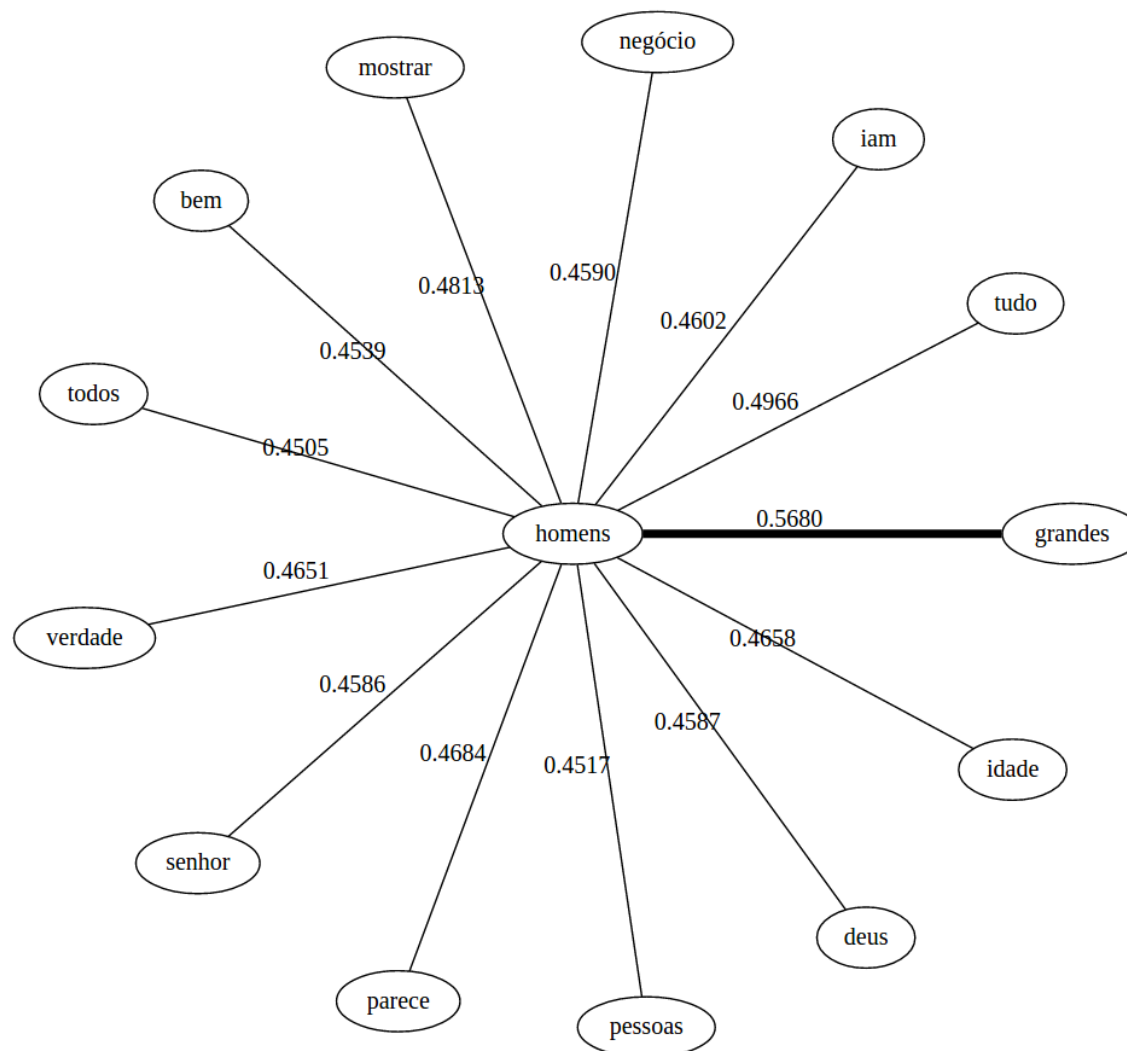 negócio
mostrar
iam
bem
0.4590
0.4813
tudo
0.4602
0.4539
todos
0.4966
0.4505
0.5680
homens
grandes
0.4651
verdade
0.4658
0.4586
0.4587
0.4684
0.4517
idade
senhor
deus
parece
pessoas